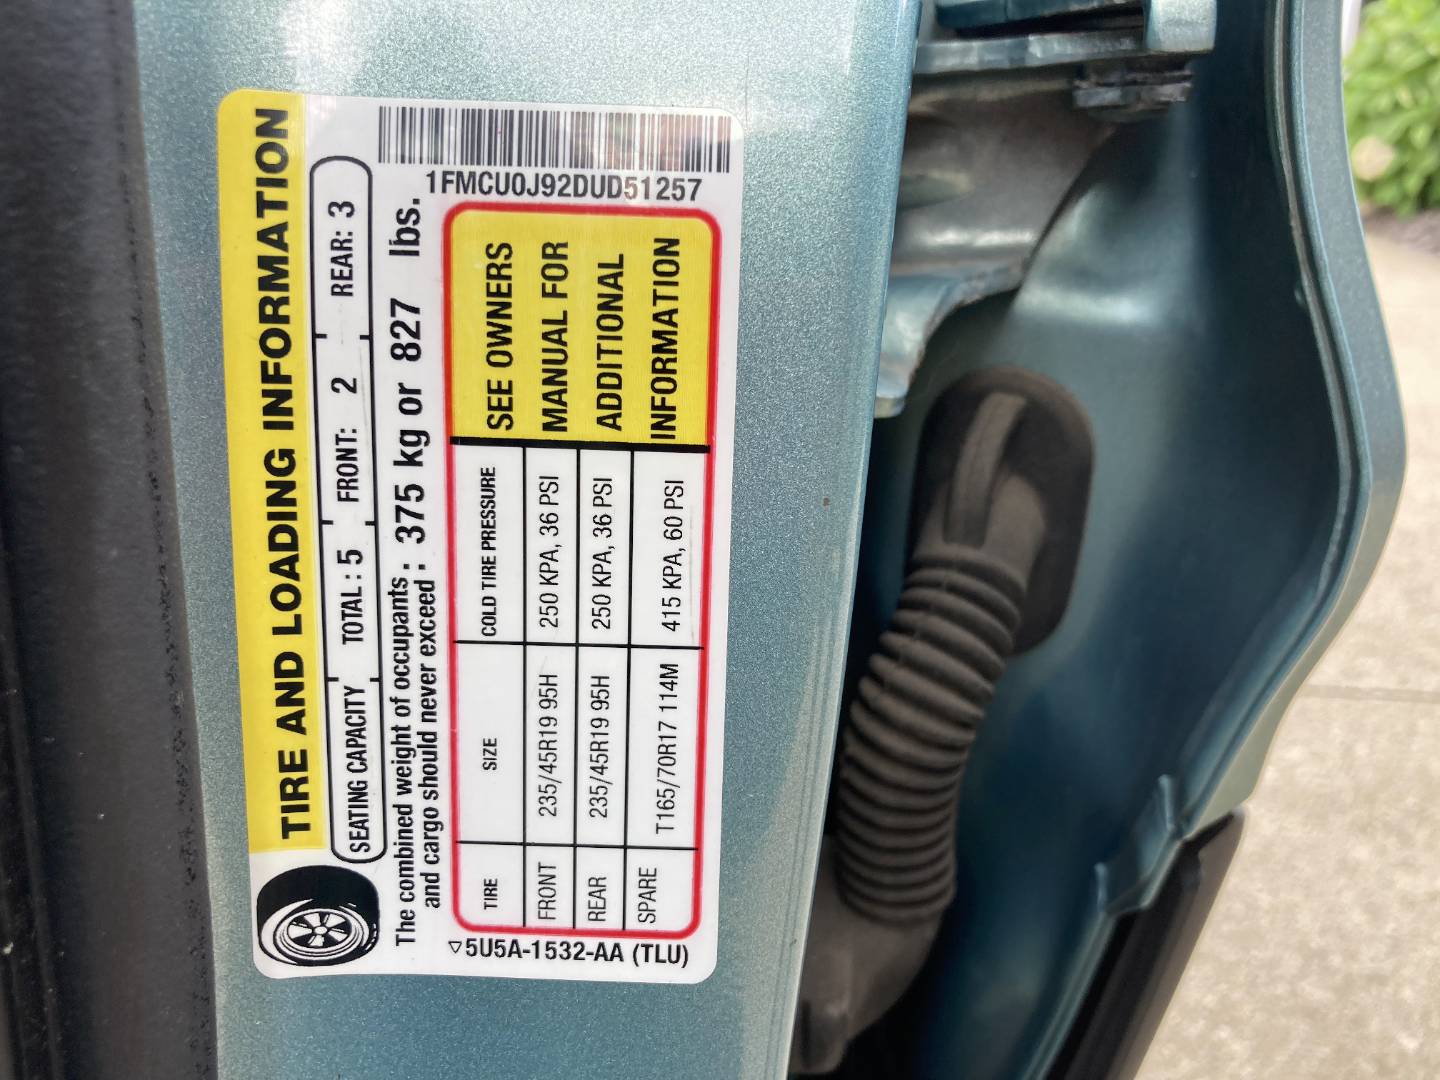 TIRE AND LOADING INFORMATION
SEATING CAPACITY TOTAL: 5 FRONT: 2 REAR: 3
The combined weight of occupants
and cargo should never exceed : 375 kg or 827 lbs.
TIRE SIZE COLD TIRE PRESSURE
FRONT 235/45R19 95H 250 KPA, 36 PSI
REAR 235/45R19 95H 250 KPA, 36 PSI
SPARE T165/70R17 114M 415 KPA, 60 PSI
SEE OWNERS
MANUAL FOR
ADDITIONAL
INFORMATION
5U5A-1532-AA (TLU)
1FMCU0J92DUD51257